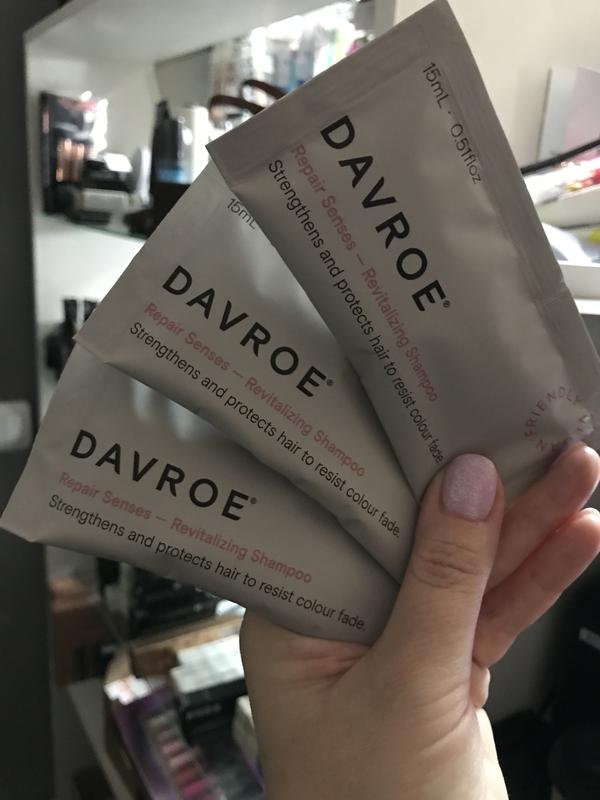 15mL · 0.51floz
DAVROE®
Repair Senses – Revitalizing Shampoo
Strengthens and protects hair to resist colour fade.
FRIENDLY
15mL
DAVROE®
Repair Senses – Revitalizing Shampoo
Strengthens and protects hair to resist colour fade.
DAVROE®
Repair Senses – Revitalizing Shampoo
Strengthens and protects hair to resist colour fade.